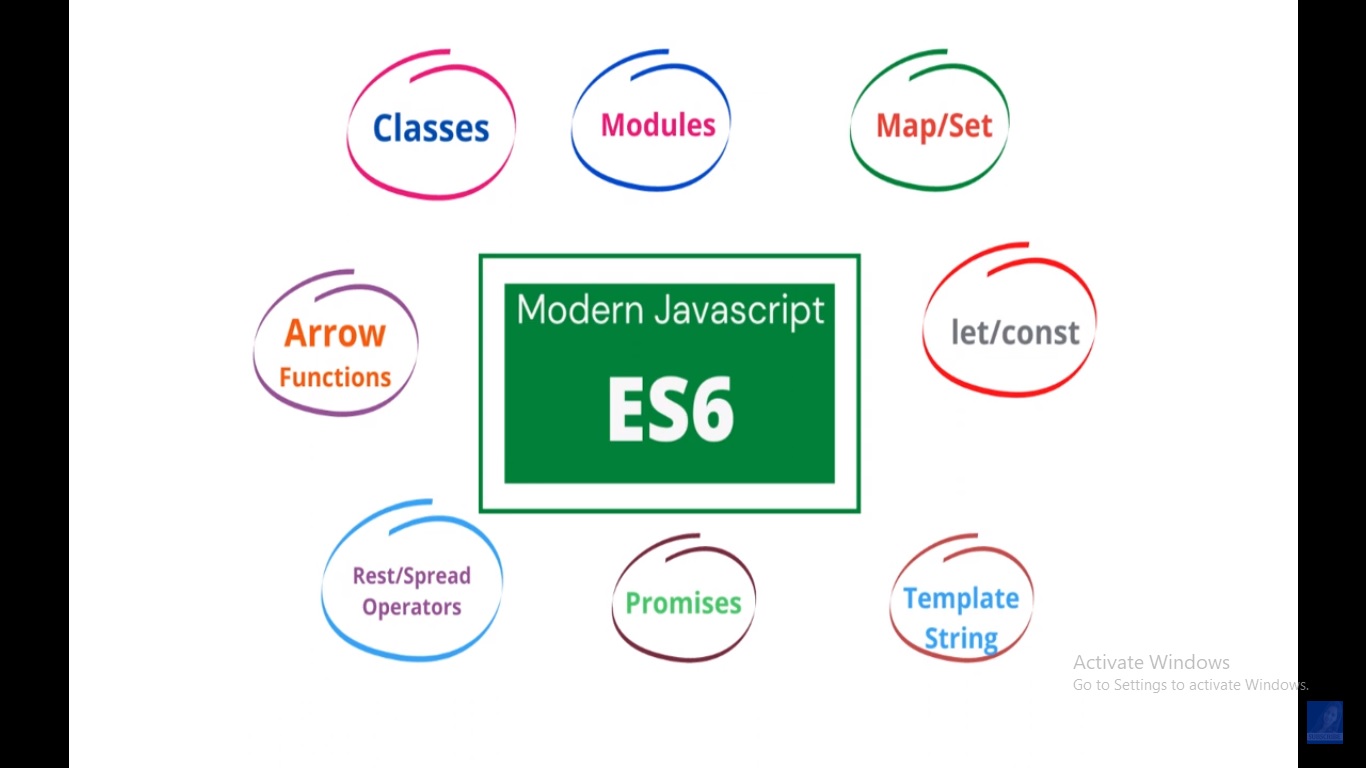 Classes
Modules
Map/Set
Modern Javascript
ES6
Arrow
Functions
let/const
Rest/Spread
Operators
Promises
Template
String
Activate Windows
Go to Settings to activate Windows.